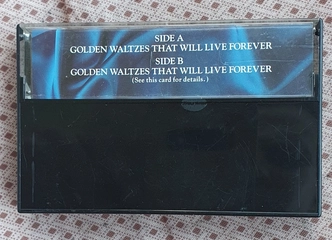 SIDE A
GOLDEN WALTZES THAT WILL LIVE FOREVER
SIDE B
GOLDEN WALTZES THAT WILL LIVE FOREVER
(See this card for details.)